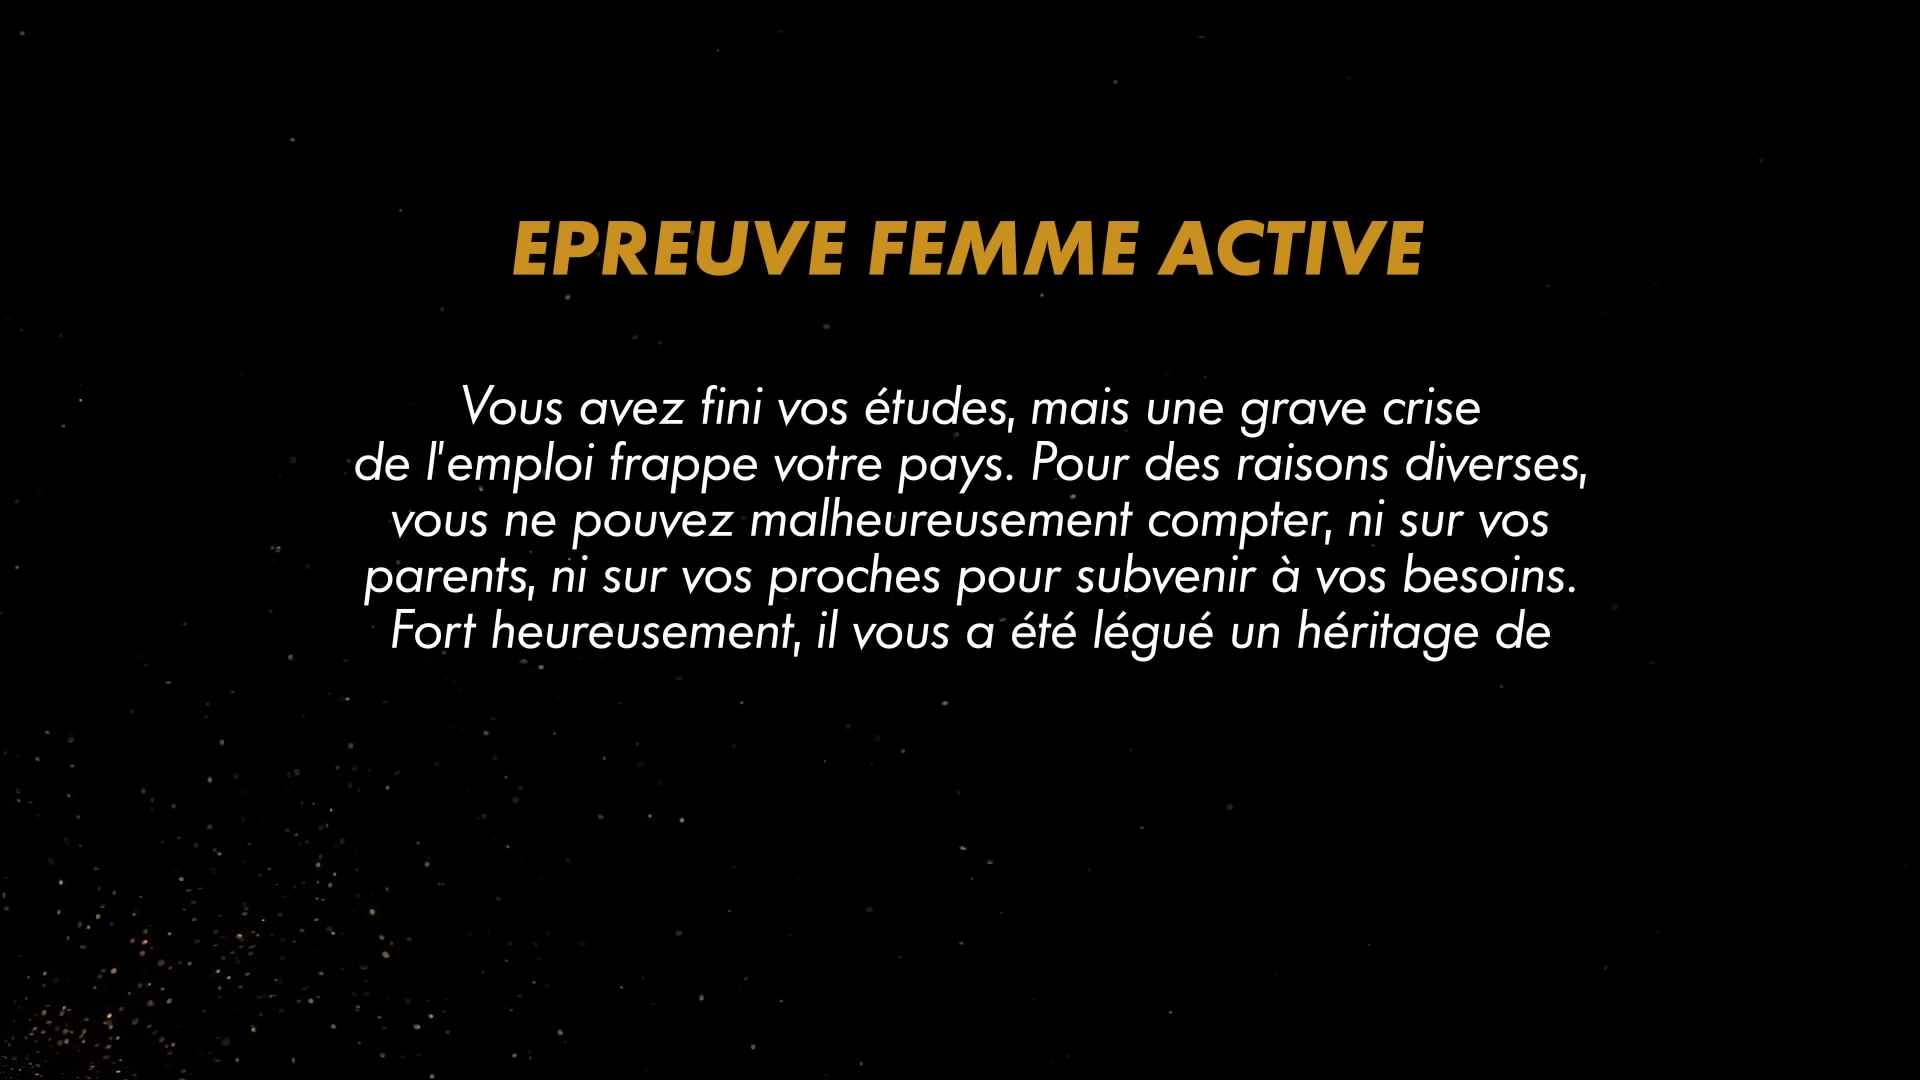 EPREUVE FEMME ACTIVE
Vous avez fini vos études, mais une grave crise
de l'emploi frappe votre pays. Pour des raisons diverses,
vous ne pouvez malheureusement compter, ni sur vos
parents, ni sur vos proches pour subvenir à vos besoins.
Fort heureusement, il vous a été légué un héritage de